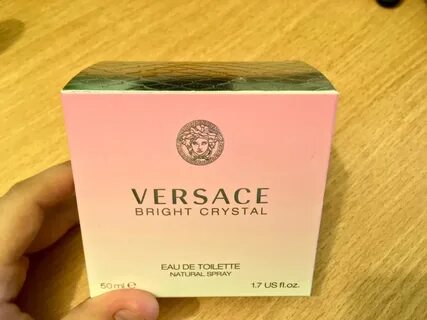 VERSACE
BRIGHT CRYSTAL
EAU DE TOILETTE
NATURAL SPRAY
50 ml ℮ 1.7 US fl.oz.